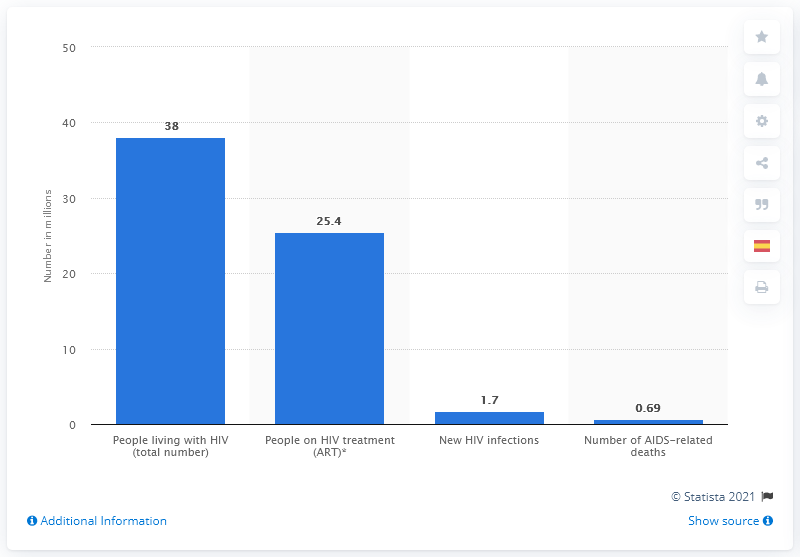 50
40
30
20
10
0
Number in millions
38
25.4
1.7
0.69
People living with HIV
(total number)
People on HIV treatment
(ART)*
New HIV infections
Number of AIDS-related
deaths
© Statista 2021
Additional Information
Show source